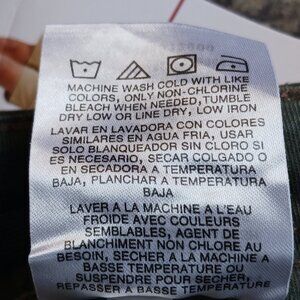 MACHINE WASH COLD WITH LIKE
COLORS, ONLY NON-CHLORINE
BLEACH WHEN NEEDED, TUMBLE
DRY LOW OR LINE DRY, LOW IRON
LAVAR EN LAVADORA CON COLORES
SIMILARES EN AGUA FRIA, USAR
SOLO BLANQUEADOR SIN CLORO SI
ES NECESARIO, SECAR COLGADO O
EN SECADORA A TEMPERATURA
BAJA, PLANCHAR A TEMPERATURA
BAJA
LAVER A LA MACHINE A L'EAU
FROIDE AVEC COULEURS
SEMBLABLES, AGENT DE
BLANCHIMENT NON CHLORE AU
BESOIN, SECHER A LA MACHINE A
BASSE TEMPERATURE OU
SUSPENDRE POUR SECHER,
REPASSER A BASSE TEMPERATURE